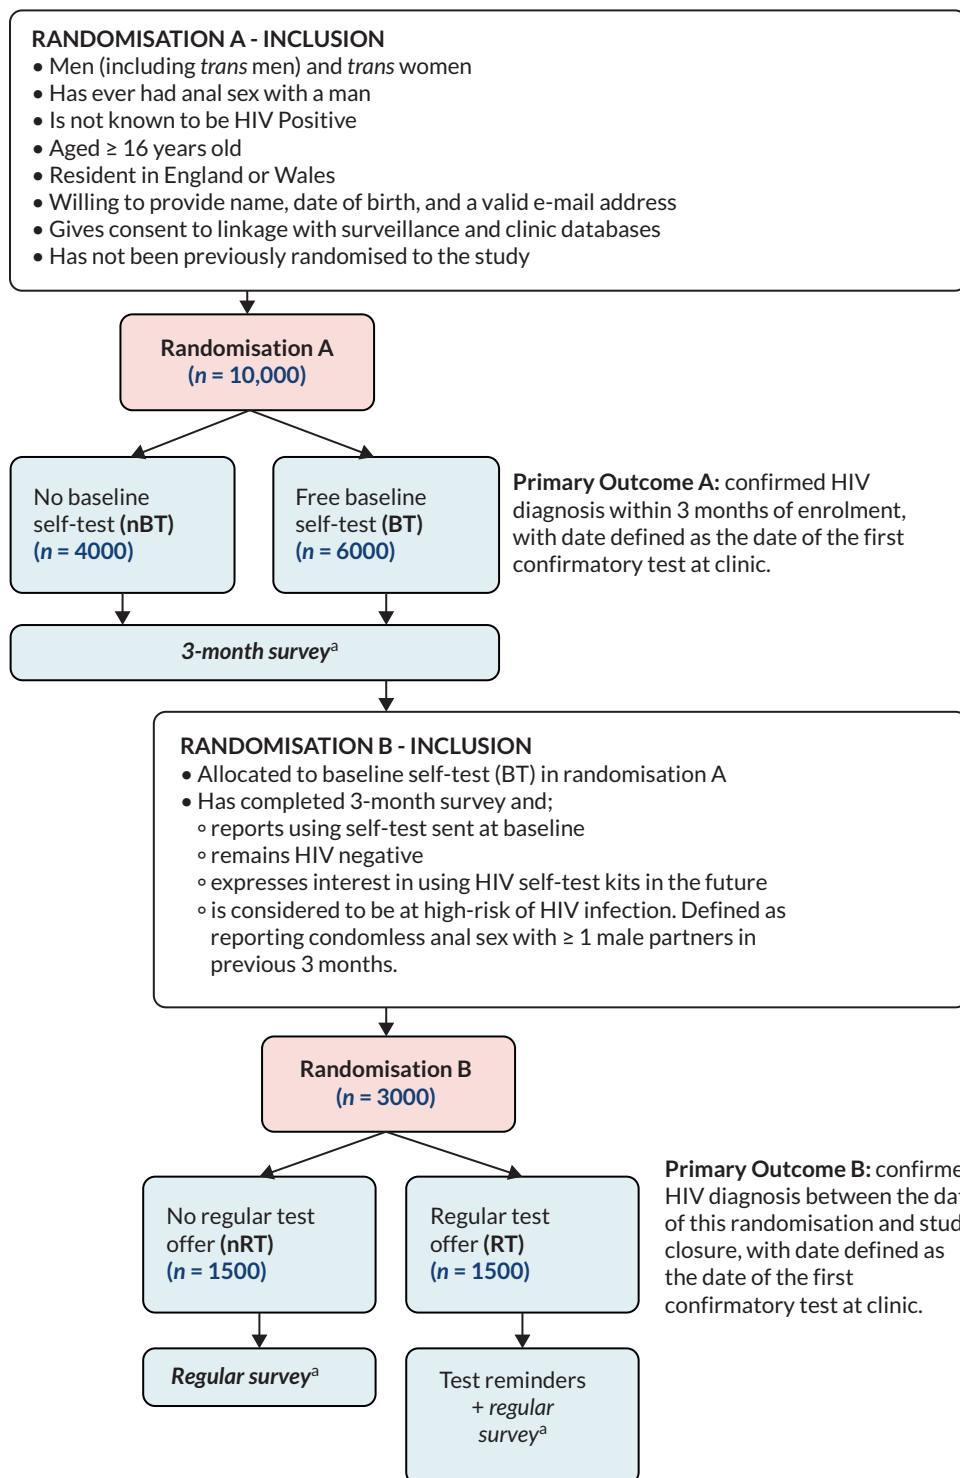 RANDOMISATION A - INCLUSION
• Men (including trans men) and trans women
• Has ever had anal sex with a man
• Is not known to be HIV Positive
• Aged ≥ 16 years old
• Resident in England or Wales
• Willing to provide name, date of birth, and a valid e-mail address
• Gives consent to linkage with surveillance and clinic databases
• Has not been previously randomised to the study
Randomisation A
(n = 10,000)
No baseline
self-test (nBT)
(n = 4000)
Free baseline
self-test (BT)
(n = 6000)
Primary Outcome A: confirmed HIV
diagnosis within 3 months of enrolment,
with date defined as the date of the first
confirmatory test at clinic.
3-month surveyᵃ
RANDOMISATION B - INCLUSION
• Allocated to baseline self-test (BT) in randomisation A
• Has completed 3-month survey and;
◦ reports using self-test sent at baseline
◦ remains HIV negative
◦ expresses interest in using HIV self-test kits in the future
◦ is considered to be at high-risk of HIV infection. Defined as
reporting condomless anal sex with ≥ 1 male partners in
previous 3 months.
Randomisation B
(n = 3000)
No regular test
offer (nRT)
(n = 1500)
Regular test
offer (RT)
(n = 1500)
Primary Outcome B: confirme
HIV diagnosis between the dat
of this randomisation and stud
closure, with date defined as
the date of the first
confirmatory test at clinic.
Regular surveyᵃ
Test reminders
+ regular
surveyᵃ